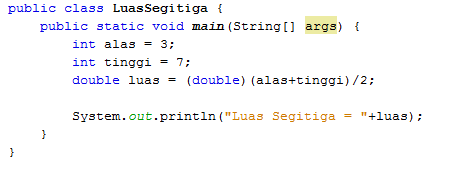 public class LuasSegitiga {
    public static void main(String[] args) {
        int alas = 3;
        int tinggi = 7;
        double luas = (double)(alas+tinggi)/2;
        System.out.println("Luas Segitiga = "+luas);
    }
}